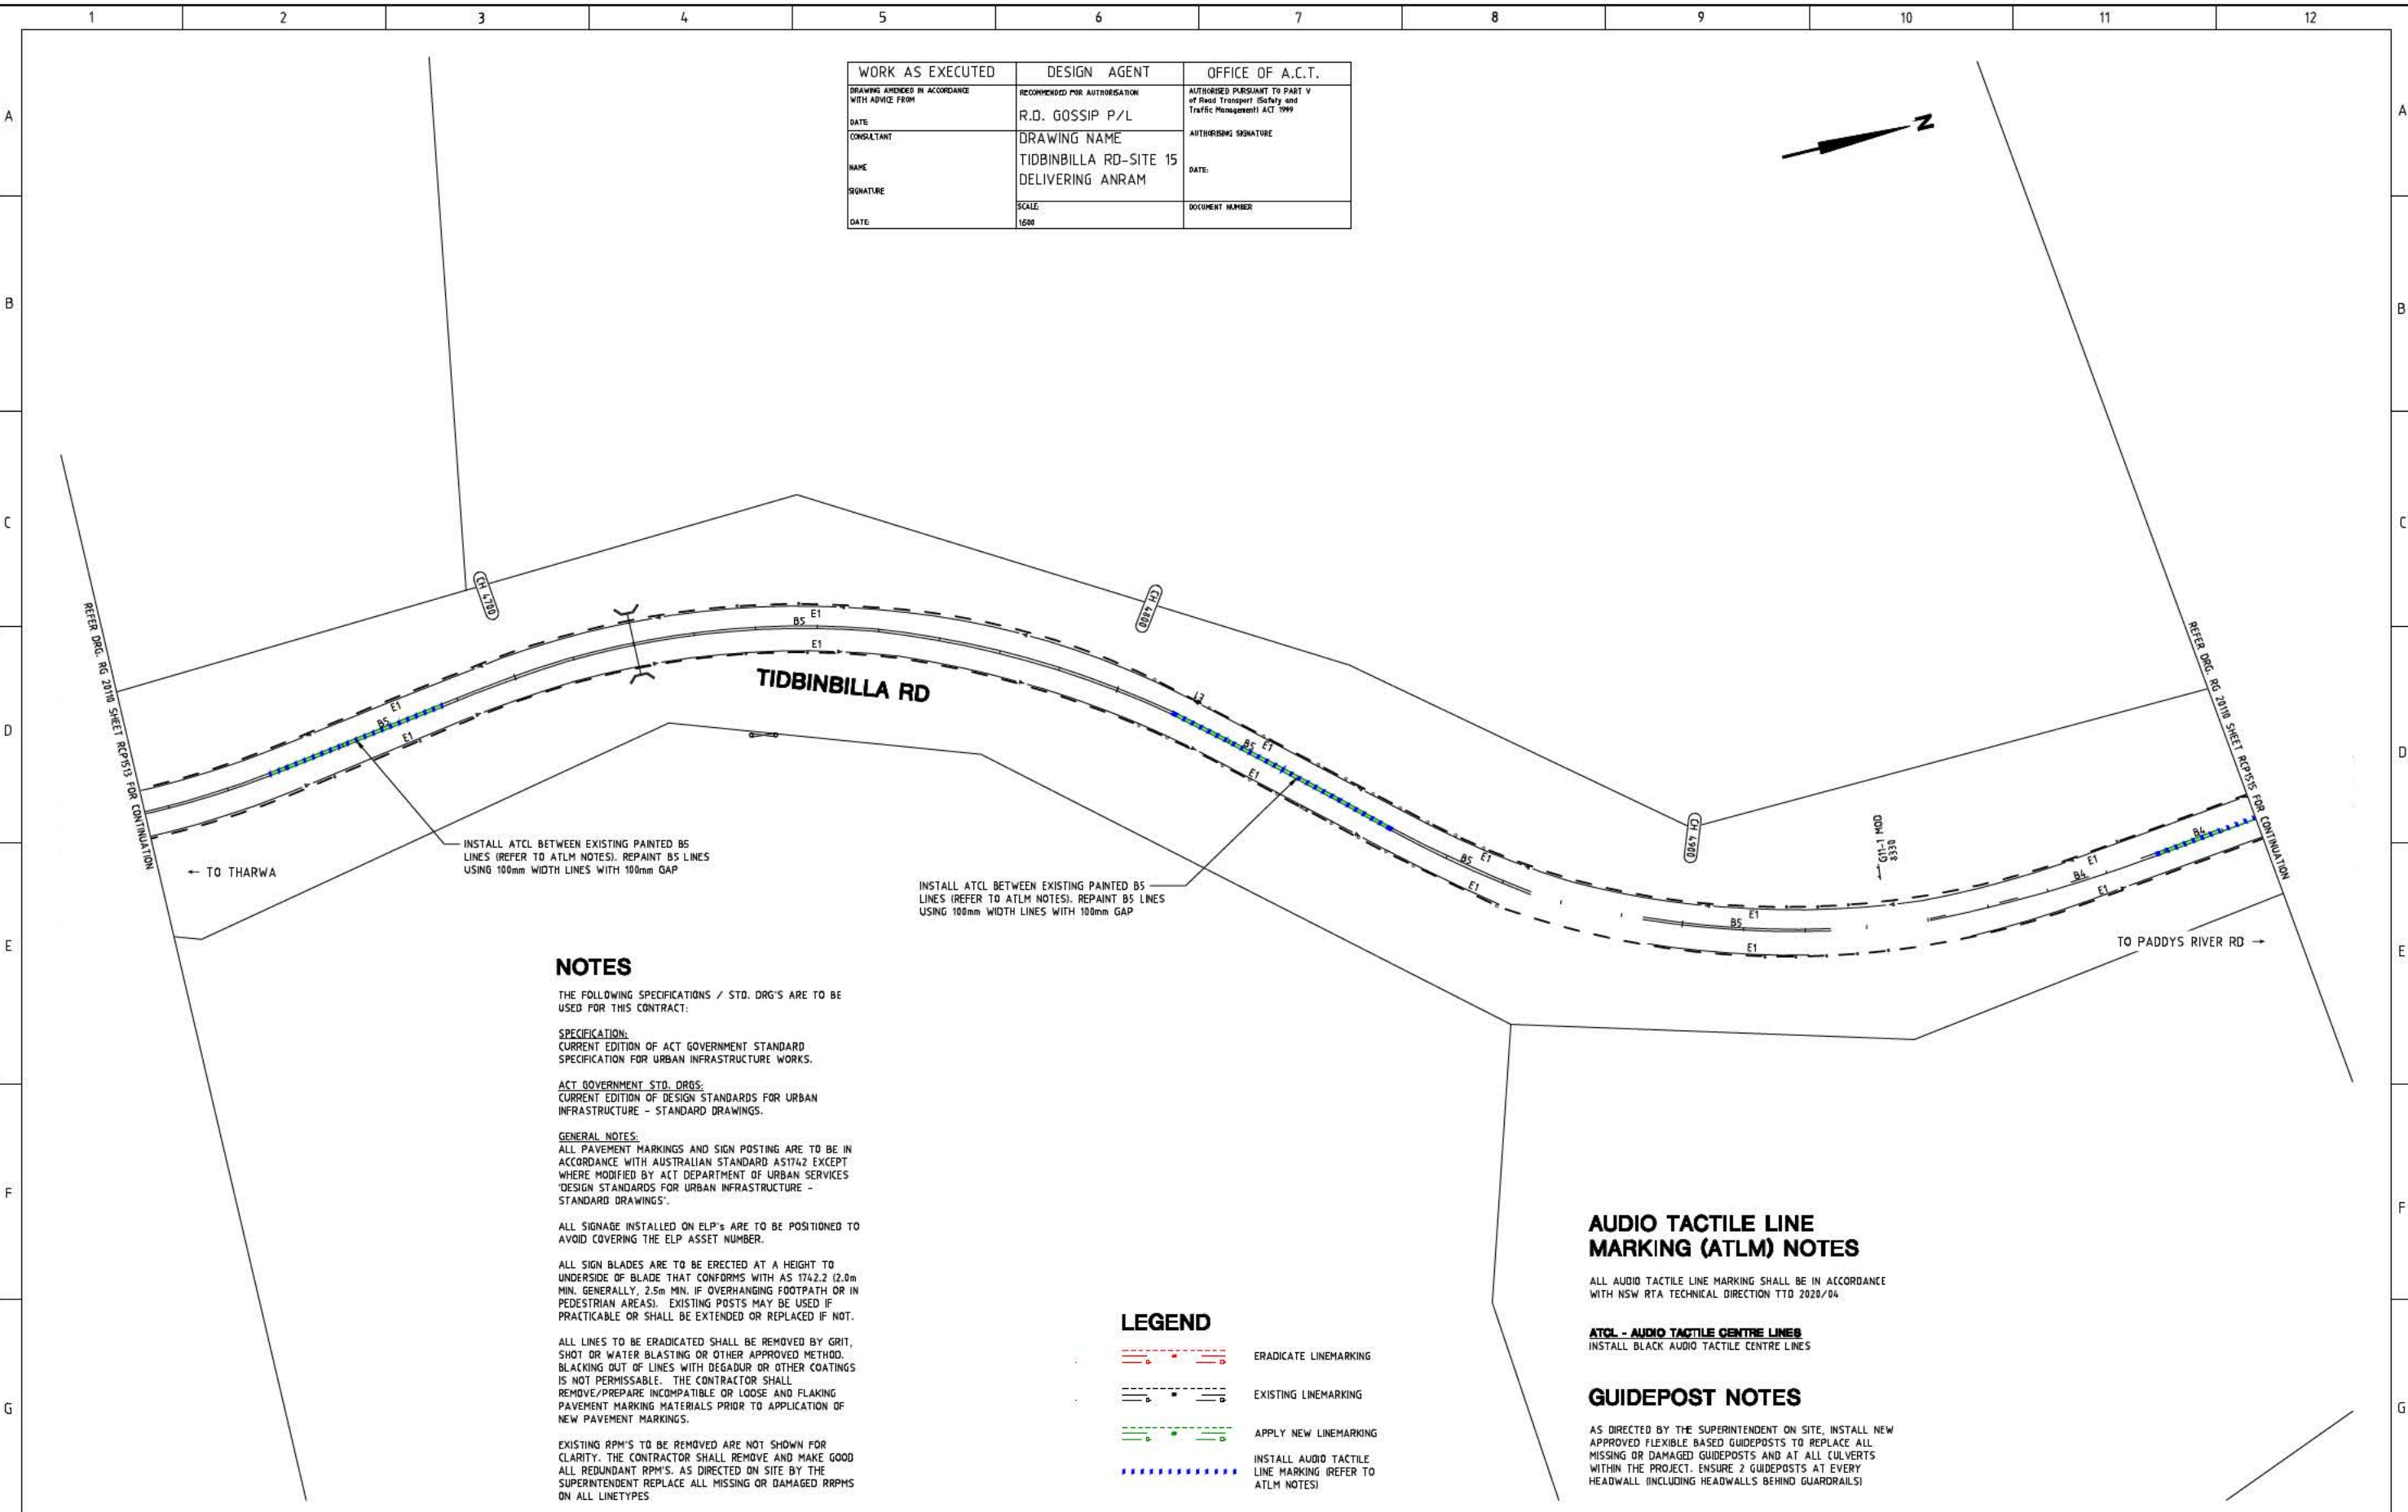 1 2 3 4 5 6 7 8 9 10 11 12
A
B
C
D
E
F
G
A
B
C
D
E
F
G
WORK AS EXECUTED
DRAWING AMENDED IN ACCORDANCE
WITH ADVICE FROM
DATE:
CONSULTANT
NAME
SIGNATURE
DATE:
DESIGN AGENT
RECOMMENDED FOR AUTHORISATION
R.D. GOSSIP P/L
DRAWING NAME
TIDBINBILLA RD-SITE 15
DELIVERING ANRAM
SCALE:
1:500
OFFICE OF A.C.T.
AUTHORISED PURSUANT TO PART V
of Road Transport (Safety and
Traffic Management) ACT 1999
AUTHORISING SIGNATURE
DATE:
DOCUMENT NUMBER
N
REFER DRG. RG 20110 SHEET RCP1513 FOR CONTINUATION
CH 4700
CH 4800
CH 4900
REFER DRG. RG 20110 SHEET RCP1515 FOR CONTINUATION
E1
B5
E1
TIDBINBILLA RD
E1
B5
E1
E1
B5
E1
E1
B5
E1
B5
E1
E1
B5
E1
G11-1 MOD
8330
E1
B4
E1
B4
← TO THARWA
TO PADDYS RIVER RD →
INSTALL ATCL BETWEEN EXISTING PAINTED B5
LINES (REFER TO ATLM NOTES). REPAINT B5 LINES
USING 100mm WIDTH LINES WITH 100mm GAP
INSTALL ATCL BETWEEN EXISTING PAINTED B5
LINES (REFER TO ATLM NOTES). REPAINT B5 LINES
USING 100mm WIDTH LINES WITH 100mm GAP
NOTES
THE FOLLOWING SPECIFICATIONS / STD. DRG'S ARE TO BE
USED FOR THIS CONTRACT:
SPECIFICATION:
CURRENT EDITION OF ACT GOVERNMENT STANDARD
SPECIFICATION FOR URBAN INFRASTRUCTURE WORKS.
ACT GOVERNMENT STD. DRGS:
CURRENT EDITION OF DESIGN STANDARDS FOR URBAN
INFRASTRUCTURE - STANDARD DRAWINGS.
GENERAL NOTES:
ALL PAVEMENT MARKINGS AND SIGN POSTING ARE TO BE IN
ACCORDANCE WITH AUSTRALIAN STANDARD AS1742 EXCEPT
WHERE MODIFIED BY ACT DEPARTMENT OF URBAN SERVICES
'DESIGN STANDARDS FOR URBAN INFRASTRUCTURE -
STANDARD DRAWINGS'.
ALL SIGNAGE INSTALLED ON ELP's ARE TO BE POSITIONED TO
AVOID COVERING THE ELP ASSET NUMBER.
ALL SIGN BLADES ARE TO BE ERECTED AT A HEIGHT TO
UNDERSIDE OF BLADE THAT CONFORMS WITH AS 1742.2 (2.0m
MIN. GENERALLY, 2.5m MIN. IF OVERHANGING FOOTPATH OR IN
PEDESTRIAN AREAS). EXISTING POSTS MAY BE USED IF
PRACTICABLE OR SHALL BE EXTENDED OR REPLACED IF NOT.
ALL LINES TO BE ERADICATED SHALL BE REMOVED BY GRIT,
SHOT OR WATER BLASTING OR OTHER APPROVED METHOD.
BLACKING OUT OF LINES WITH DEGADUR OR OTHER COATINGS
IS NOT PERMISSABLE. THE CONTRACTOR SHALL
REMOVE/PREPARE INCOMPATIBLE OR LOOSE AND FLAKING
PAVEMENT MARKING MATERIALS PRIOR TO APPLICATION OF
NEW PAVEMENT MARKINGS.
EXISTING RPM'S TO BE REMOVED ARE NOT SHOWN FOR
CLARITY. THE CONTRACTOR SHALL REMOVE AND MAKE GOOD
ALL REDUNDANT RPM'S. AS DIRECTED ON SITE BY THE
SUPERINTENDENT REPLACE ALL MISSING OR DAMAGED RRPMS
ON ALL LINETYPES
LEGEND
ERADICATE LINEMARKING
EXISTING LINEMARKING
APPLY NEW LINEMARKING
INSTALL AUDIO TACTILE
LINE MARKING (REFER TO
ATLM NOTES)
AUDIO TACTILE LINE
MARKING (ATLM) NOTES
ALL AUDIO TACTILE LINE MARKING SHALL BE IN ACCORDANCE
WITH NSW RTA TECHNICAL DIRECTION TTD 2020/04
ATCL - AUDIO TACTILE CENTRE LINES
INSTALL BLACK AUDIO TACTILE CENTRE LINES
GUIDEPOST NOTES
AS DIRECTED BY THE SUPERINTENDENT ON SITE, INSTALL NEW
APPROVED FLEXIBLE BASED GUIDEPOSTS TO REPLACE ALL
MISSING OR DAMAGED GUIDEPOSTS AND AT ALL CULVERTS
WITHIN THE PROJECT. ENSURE 2 GUIDEPOSTS AT EVERY
HEADWALL (INCLUDING HEADWALLS BEHIND GUARDRAILS)